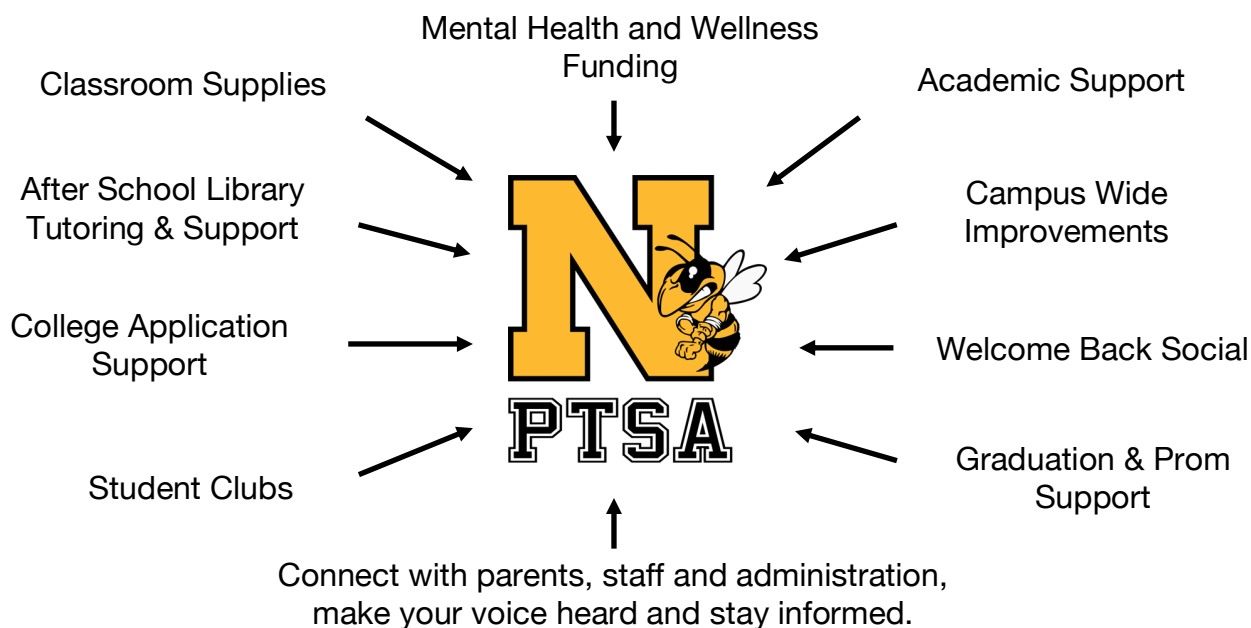 Mental Health and Wellness
Funding
Classroom Supplies
Academic Support
After School Library
Tutoring & Support
Campus Wide
Improvements
College Application
Support
Welcome Back Social
N
PTSA
Student Clubs
Graduation & Prom
Support
Connect with parents, staff and administration,
make your voice heard and stay informed.